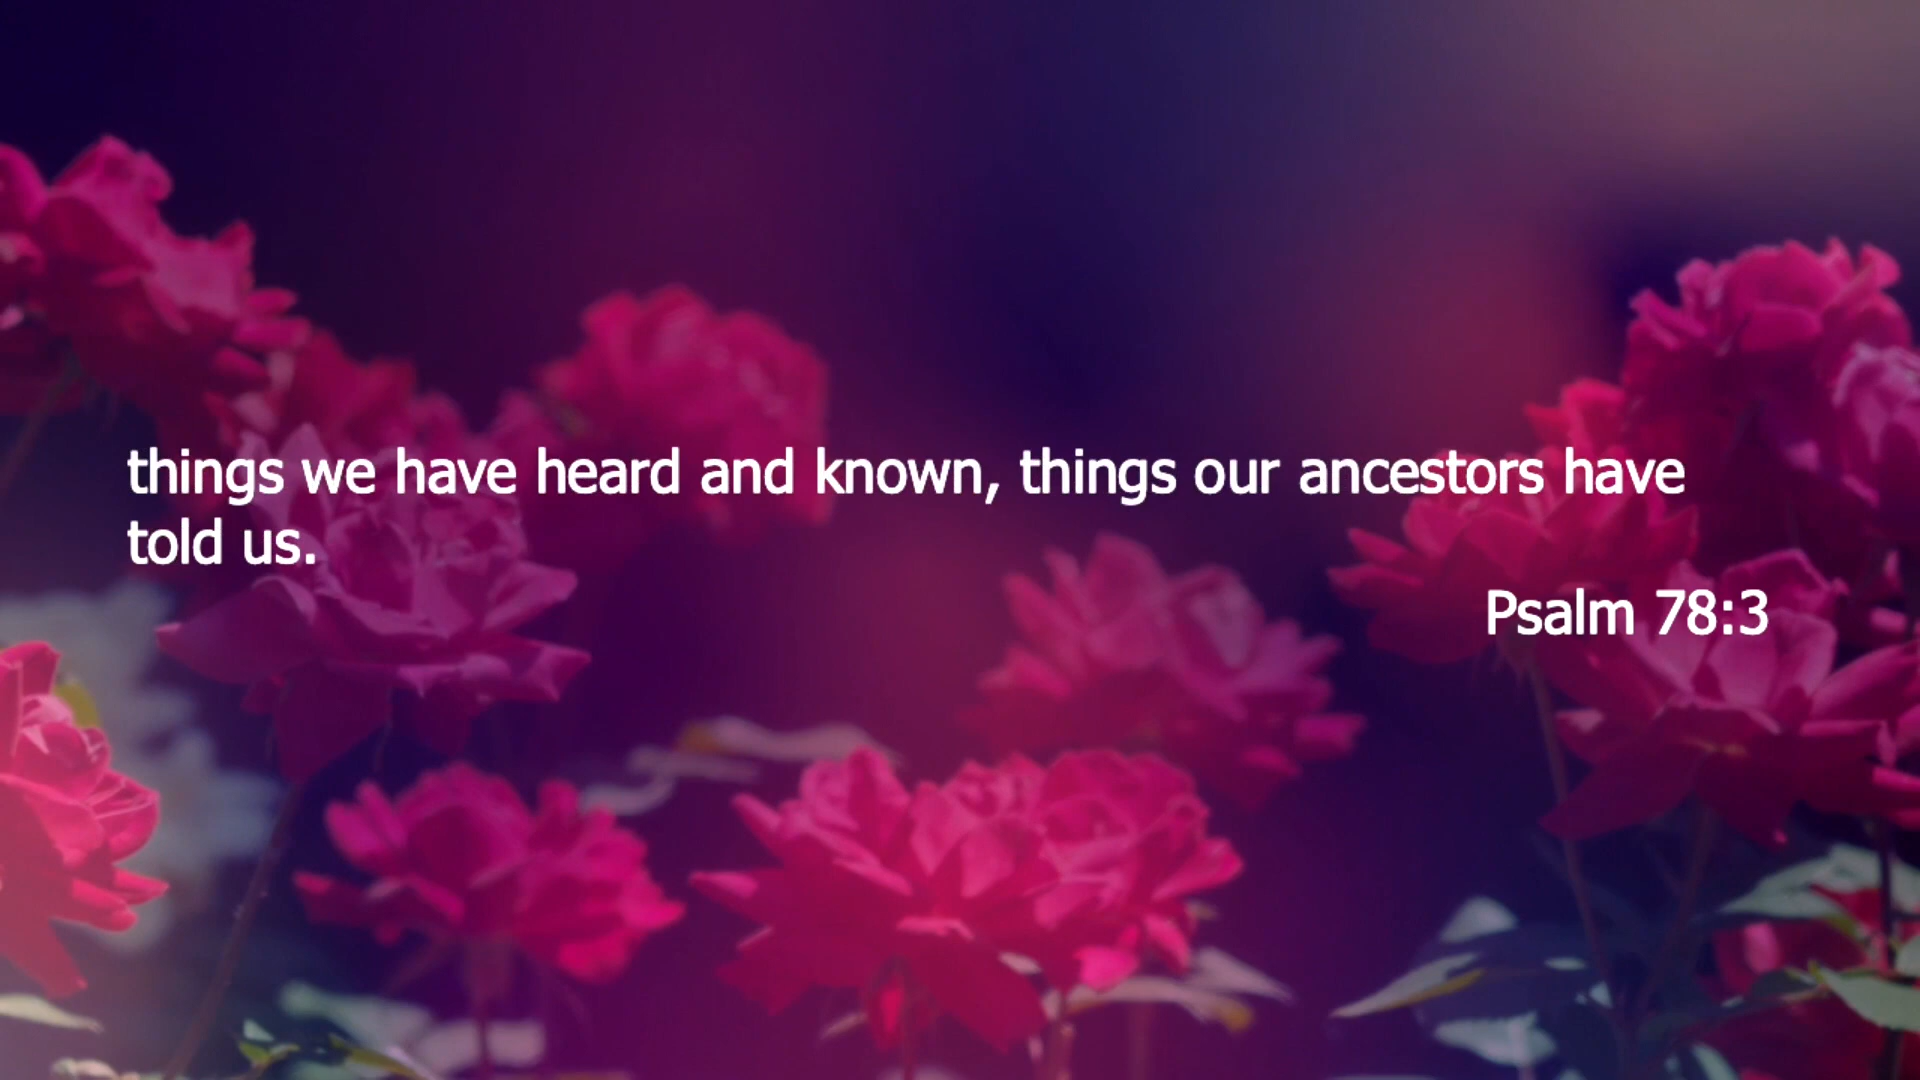 things we have heard and known, things our ancestors have
told us.
Psalm 78:3